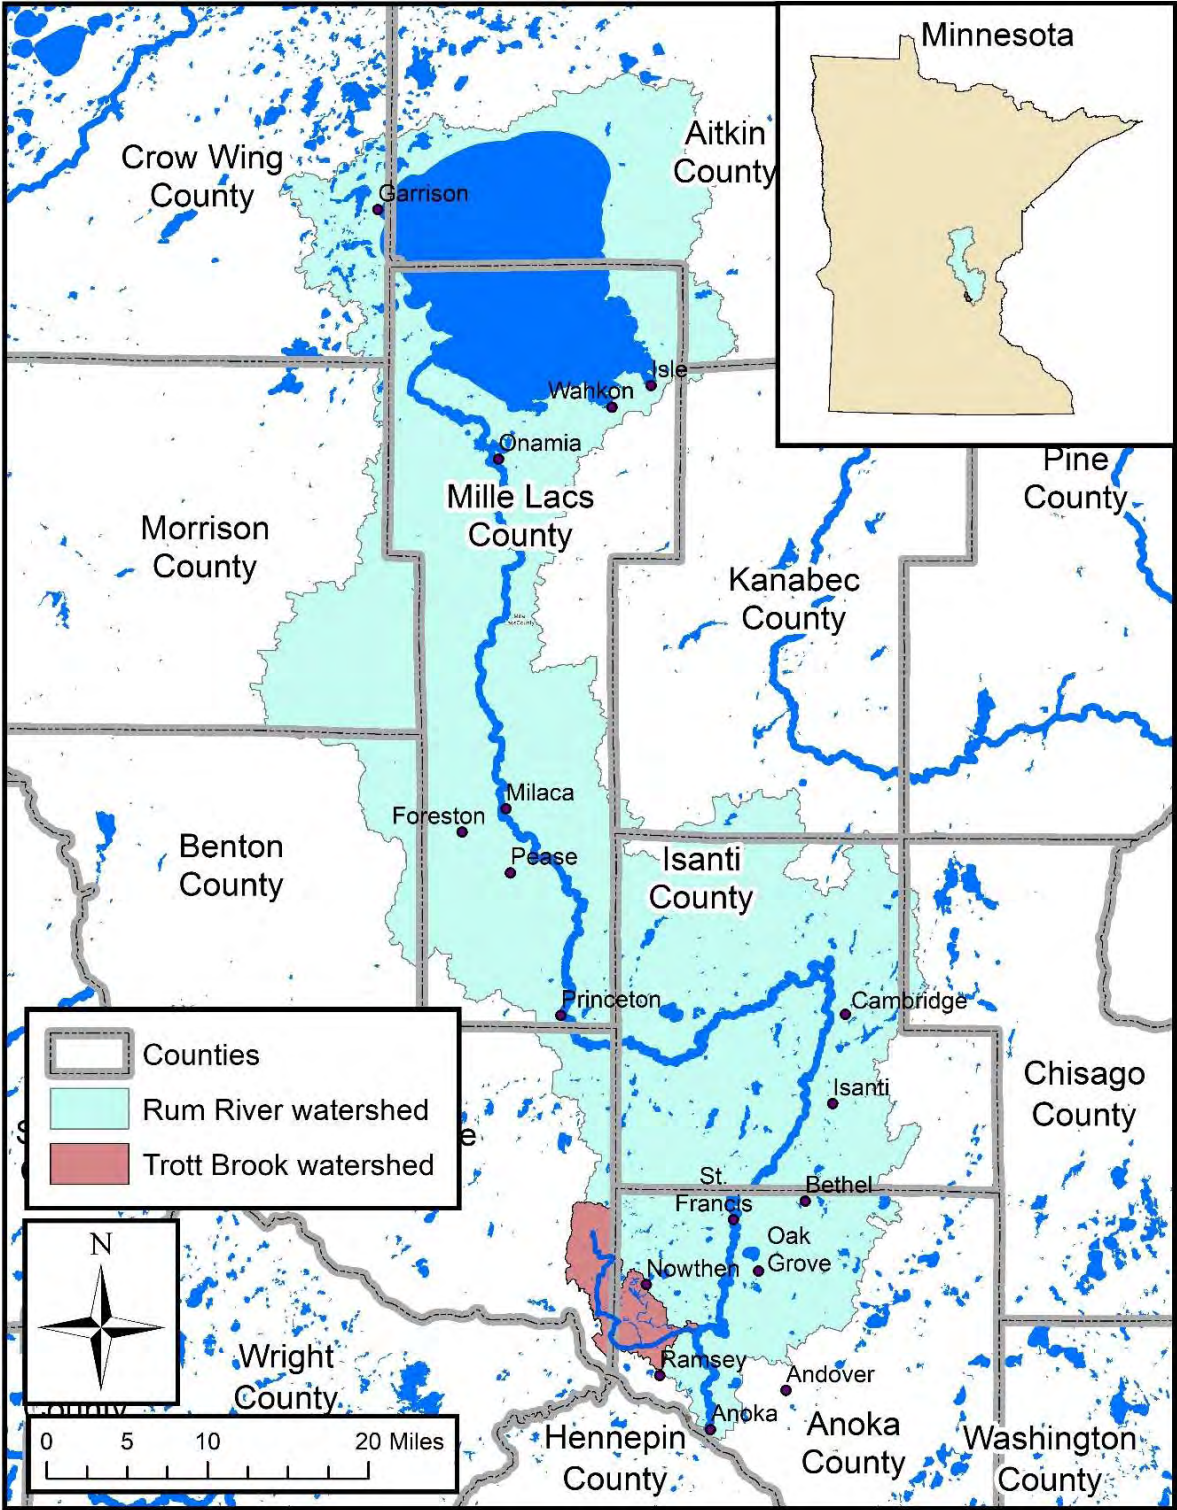 Minnesota
Crow Wing
County
Aitkin
County
Garrison
Isle
Wahkon
Onamia
Mille Lacs
County
Pine
County
Morrison
County
Kanabec
County
Milaca
Foreston
Pease
Benton
County
Isanti
County
Princeton
Cambridge
Isanti
Chisago
County
Counties
Rum River watershed
Trott Brook watershed
St.
Francis
Bethel
Oak
Grove
Nowthen
Ramsey
Andover
Anoka
N
Wright
County
Hennepin
County
Anoka
County
Washington
County
0 5 10 20 Miles